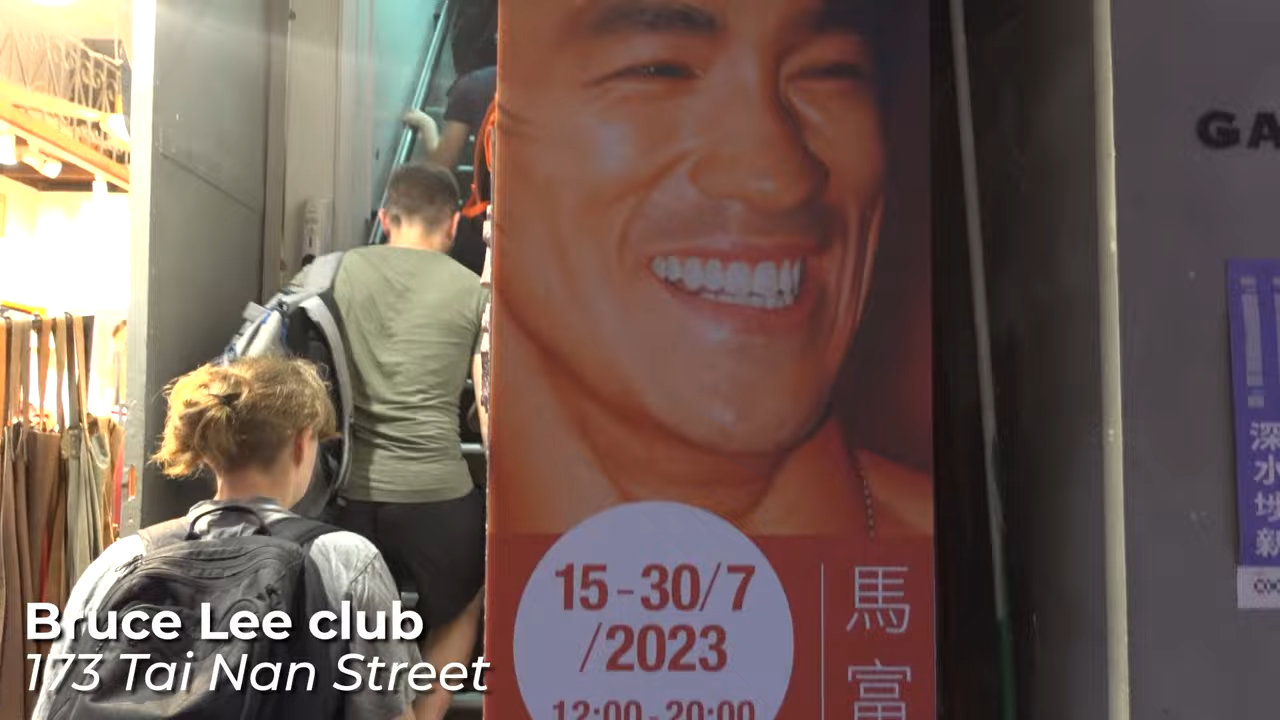 GA
深
水
埗
15-30/7
/2023
12:00-20:00
馬
富
Bruce Lee club
173 Tai Nan Street